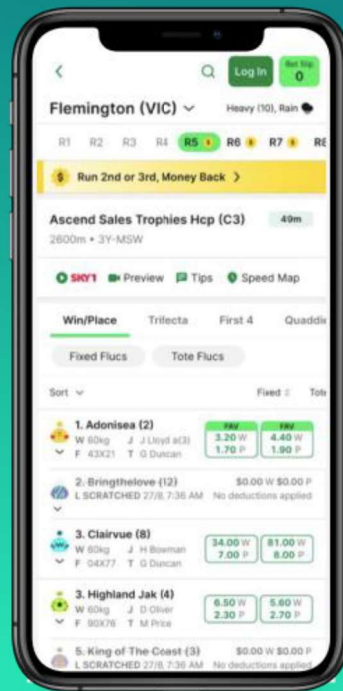 Log In
Bet Slip
0
Flemington (VIC)
Heavy (10), Rain
R1 R2 R3 R4 R5 $ R6 $ R7 $ R8
$ Run 2nd or 3rd, Money Back >
Ascend Sales Trophies Hcp (C3) 49m
2600m • 3Y-MSW
SKY1 Preview Tips Speed Map
Win/Place Trifecta First 4 Quaddie
Fixed Flucs Tote Flucs
Sort Fixed Tote
1. Adonisea (2) FAV FAV
W 60kg J J Lloyd a(3) 3.20 W 4.40 W
F 43X21 T G Duncan 1.70 P 1.90 P
2. Bringthelove (12) $0.00 W $0.00 P
L SCRATCHED 27/8, 7:36 AM No deductions applied
3. Clairvue (8)
W 60kg J H Bowman 34.00 W 81.00 W
F 04X77 T G Duncan 7.00 P 8.00 P
3. Highland Jak (4)
W 60kg J D Oliver 6.50 W 5.60 W
F 90X76 T M Price 2.30 P 2.70 P
5. King of The Coast (3) $0.00 W $0.00 P
L SCRATCHED 27/8, 7:36 AM No deductions applied